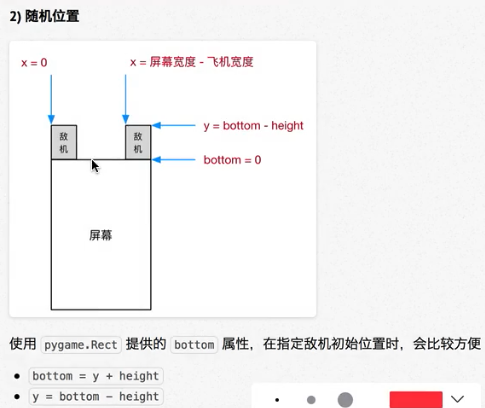 2) 随机位置
x = 0
x = 屏幕宽度 - 飞机宽度
敌
机
敌
机
y = bottom - height
bottom = 0
屏幕
使用 pygame.Rect 提供的 bottom 属性，在指定敌机初始位置时，会比较方便
bottom = y + height
y = bottom - height